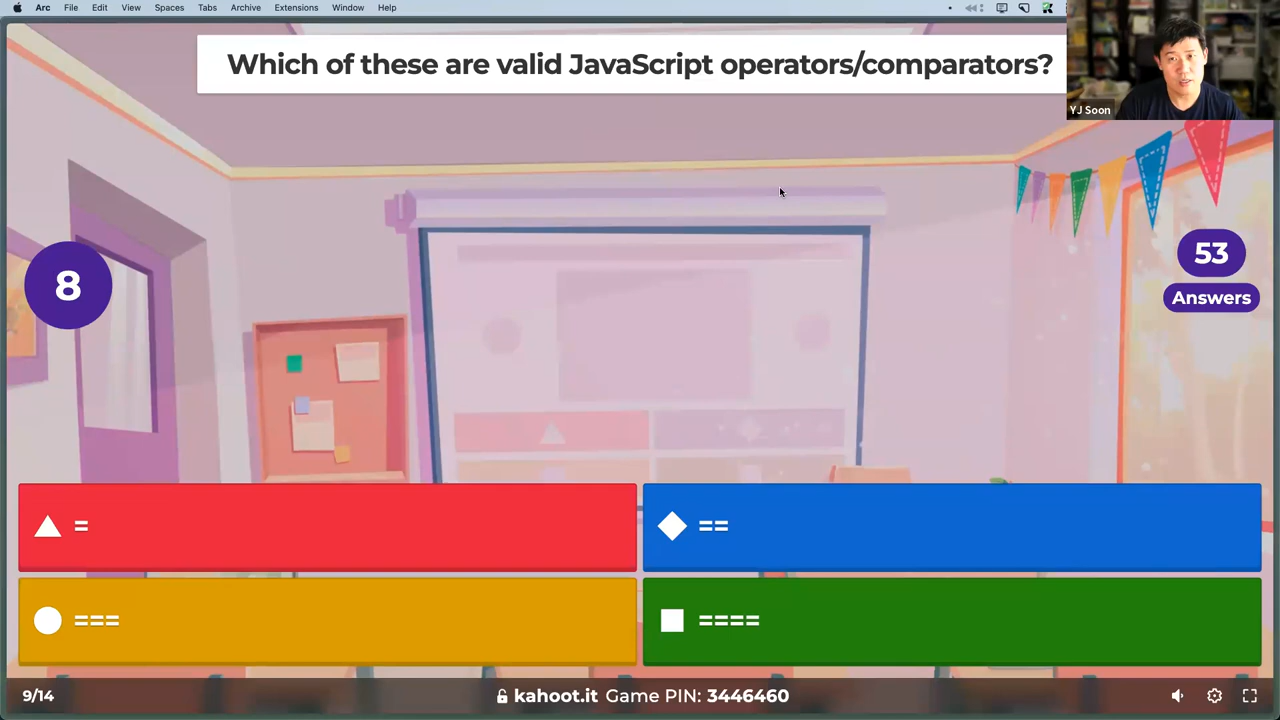 Arc File Edit View Spaces Tabs Archive Extensions Window Help
Which of these are valid JavaScript operators/comparators?
YJ Soon
8
53
Answers
=
==
===
====
9/14
kahoot.it Game PIN: 3446460